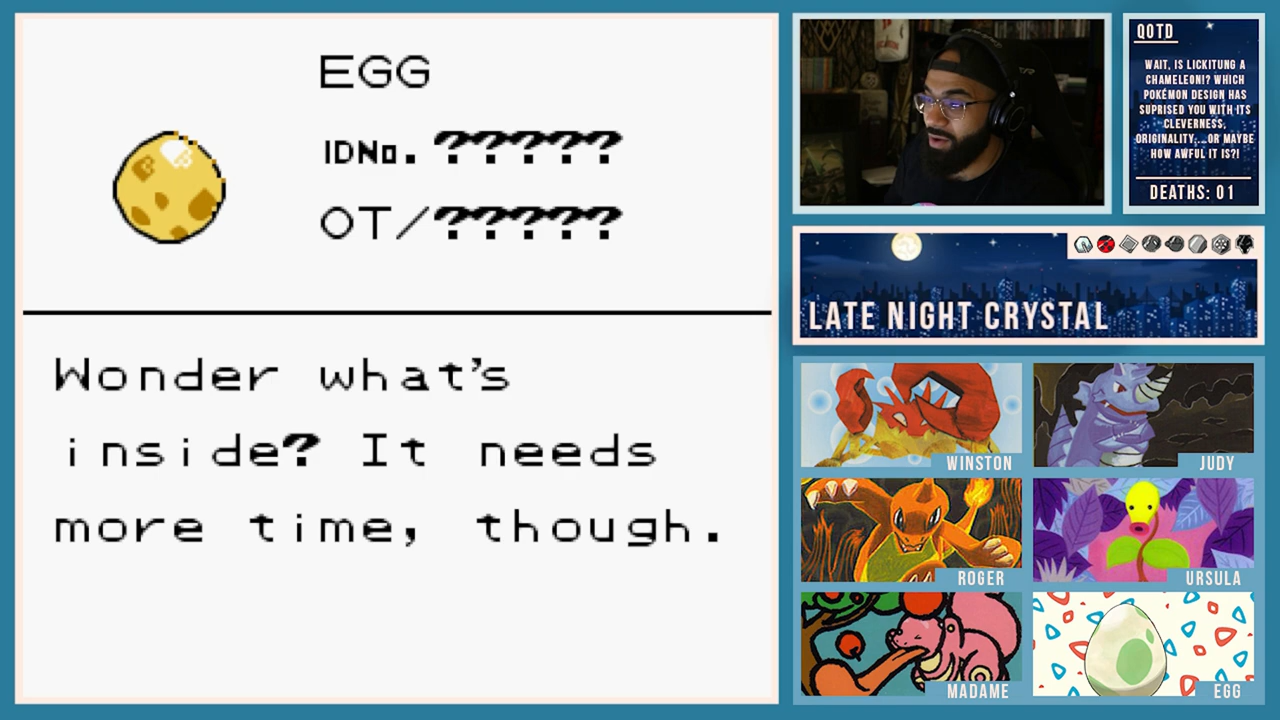 EGG
IDNo. ?????
OT/?????
Wonder what's
inside? It needs
more time, though.
QOTD
WAIT, IS LICKITUNG A
CHAMELEON!? WHICH
POKÉMON DESIGN HAS
SUPRISED YOU WITH ITS
CLEVERNESS,
ORIGINALITY,...OR MAYBE
HOW AWFUL IT IS?!
DEATHS: 01
LATE NIGHT CRYSTAL
WINSTON
JUDY
ROGER
URSULA
MADAME
EGG